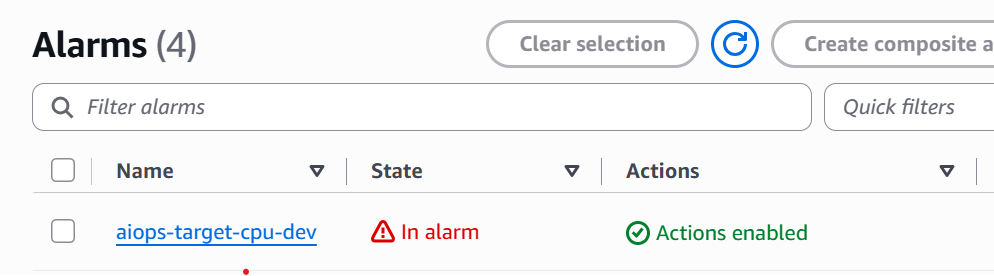 Alarms (4)
Clear selection
Create composite a
Filter alarms
Quick filters
Name
State
Actions
aiops-target-cpu-dev
In alarm
Actions enabled